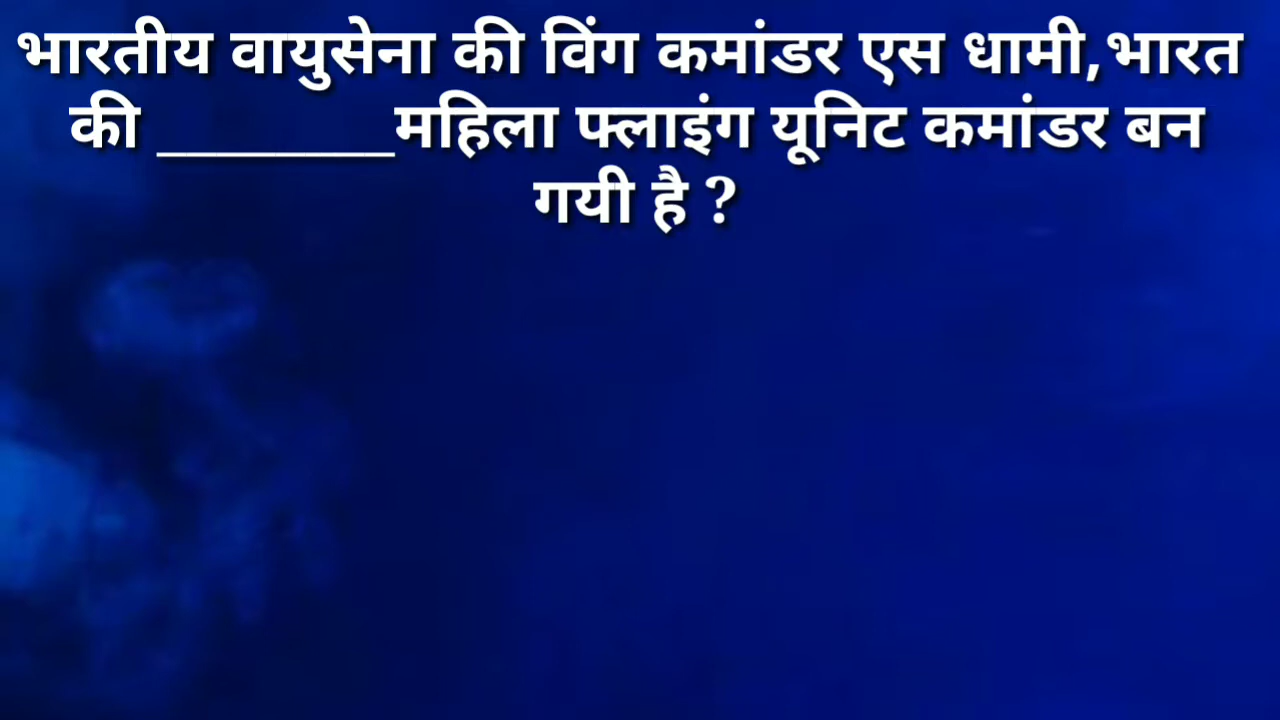 भारतीय वायुसेना की विंग कमांडर एस धामी,भारत
की ________महिला फ्लाइंग यूनिट कमांडर बन
गयी है ?